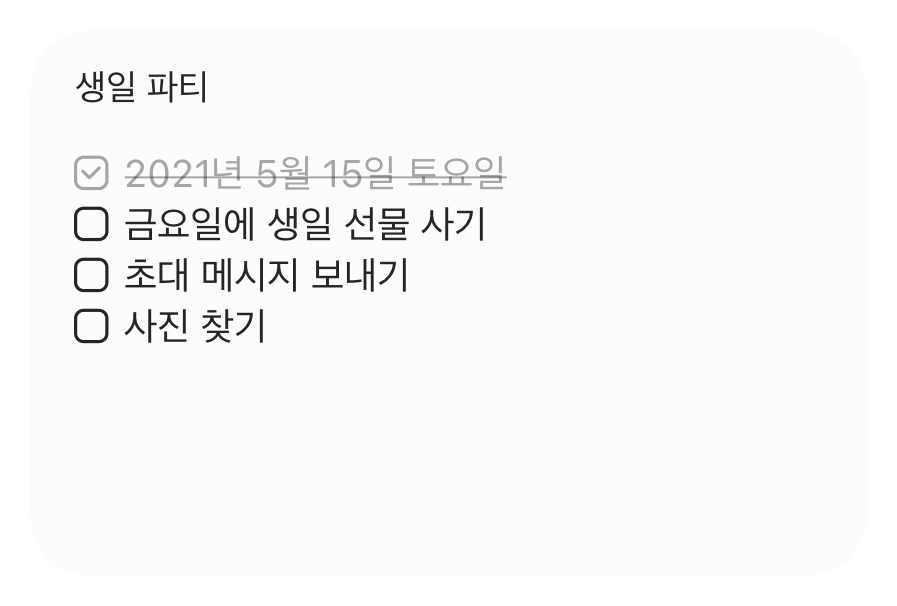 생일 파티
2021년 5월 15일 토요일
금요일에 생일 선물 사기
초대 메시지 보내기
사진 찾기